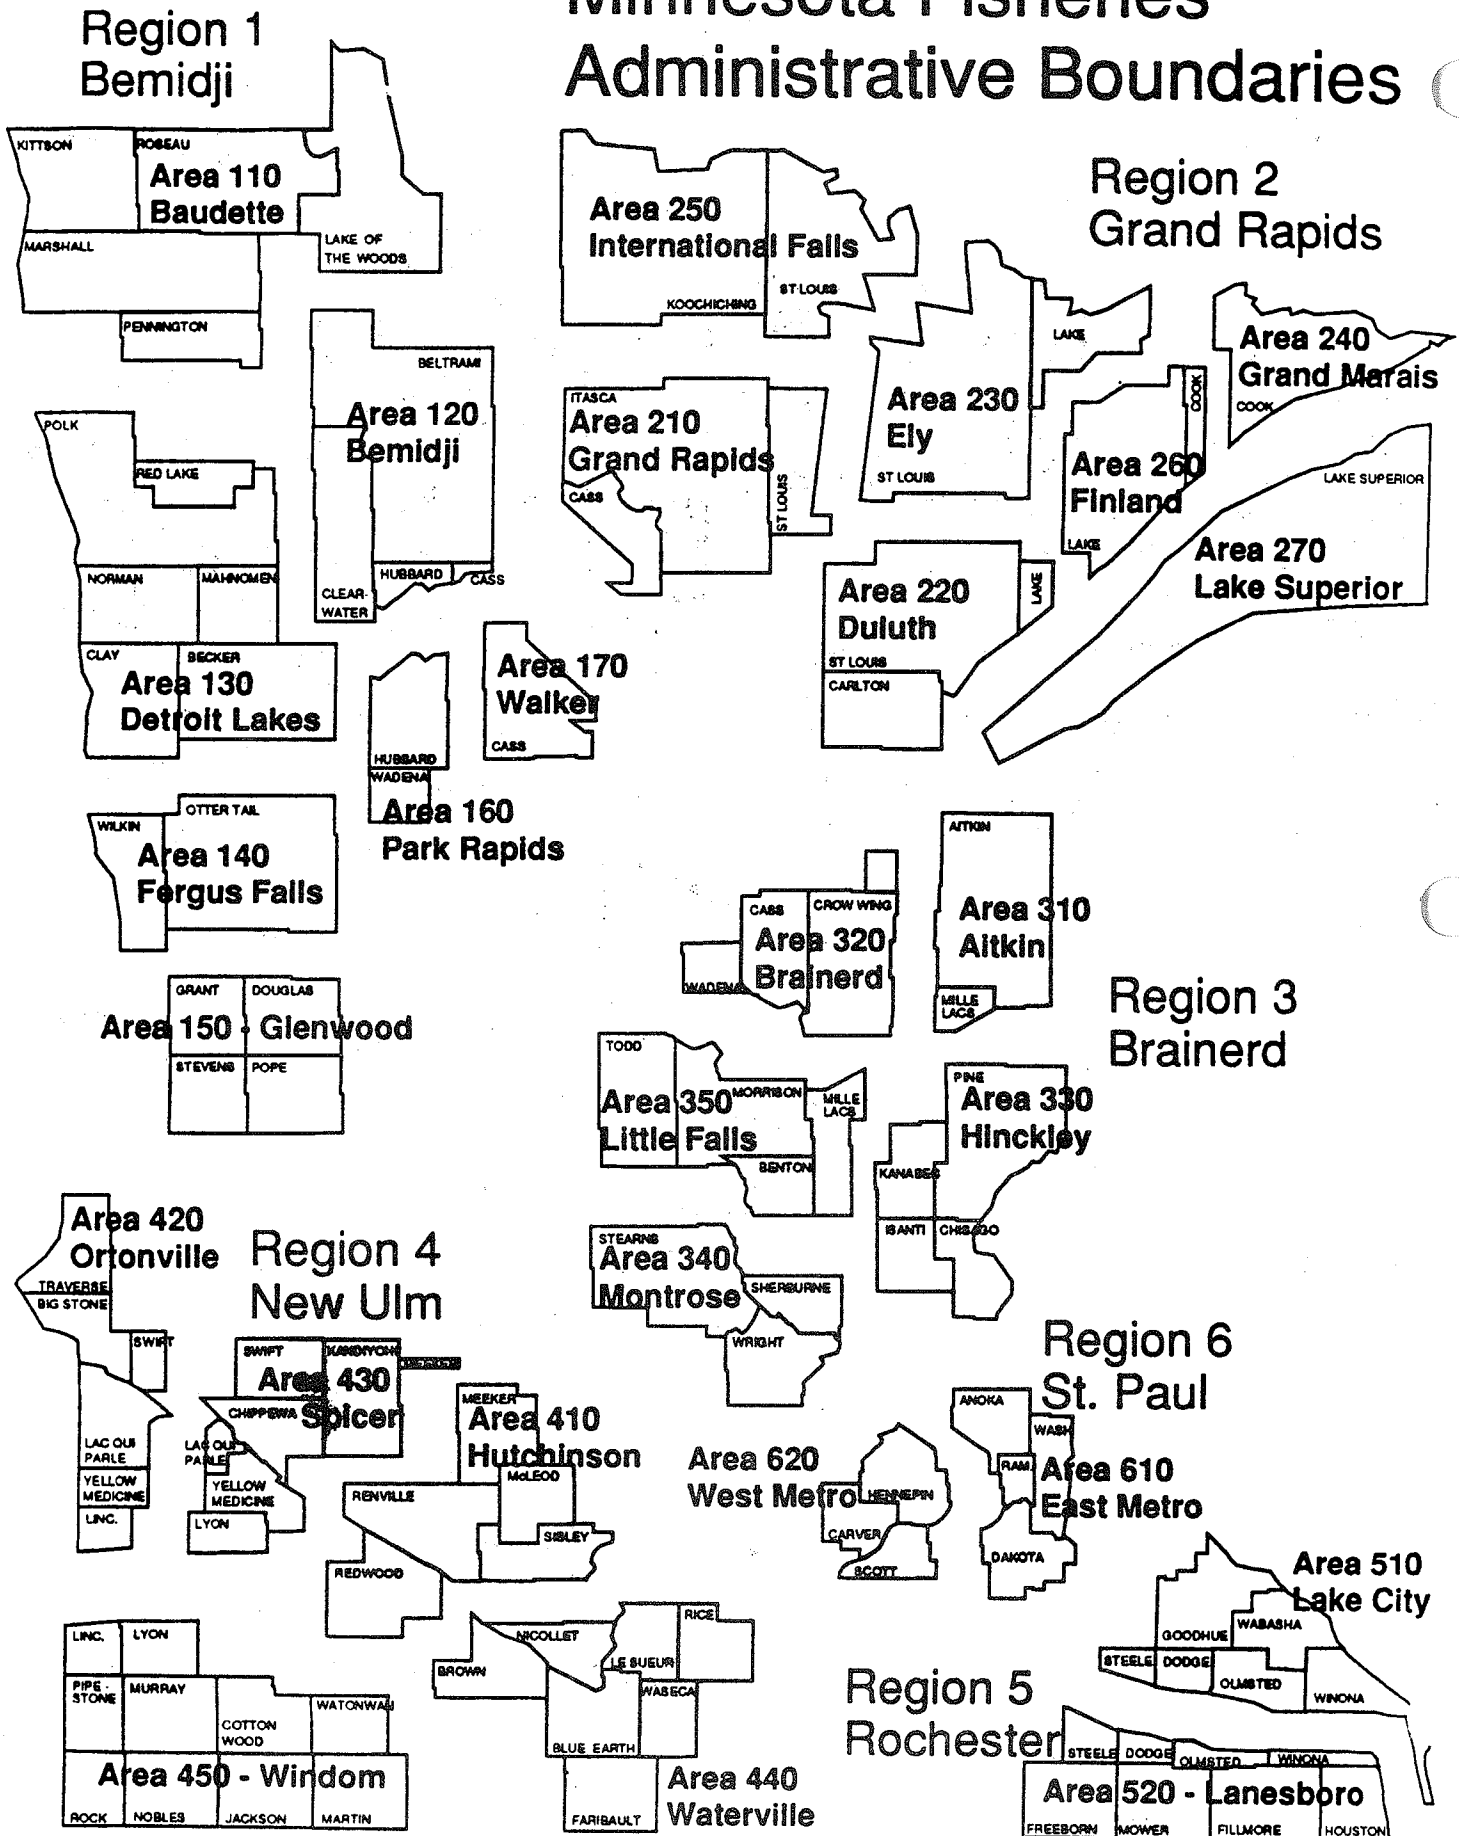 Minnesota Fisheries
Administrative Boundaries
Region 1
Bemidji
KITTSON
ROSEAU
Area 110
Baudette
MARSHALL
LAKE OF
THE WOODS
PENNINGTON
BELTRAMI
Area 120
Bemidji
CLEAR-
WATER
HUBBARD
CASS
POLK
RED LAKE
NORMAN
MAHNOMEN
CLAY
BECKER
Area 130
Detroit Lakes
HUBBARD
WADENA
Area 160
Park Rapids
Area 170
Walker
CASS
OTTER TAIL
WILKIN
Area 140
Fergus Falls
GRANT
DOUGLAS
Area 150 - Glenwood
STEVENS
POPE
Region 2
Grand Rapids
Area 250
International Falls
KOOCHICHING
ST LOUIS
ITASCA
Area 210
Grand Rapids
CASS
ST LOUIS
LAKE
Area 230
Ely
ST LOUIS
Area 240
Grand Marais
COOK
COOK
Area 260
Finland
LAKE
LAKE SUPERIOR
Area 270
Lake Superior
Area 220
Duluth
LAKE
ST LOUIS
CARLTON
Region 3
Brainerd
AITKIN
Area 310
Aitkin
MILLE
LACS
CASS
CROW WING
Area 320
Brainerd
WADENA
TODD
MORRISON
MILLE
LACS
Area 350
Little Falls
BENTON
PINE
Area 330
Hinckley
KANABEC
ISANTI
CHISAGO
STEARNS
Area 340
Montrose
SHERBURNE
WRIGHT
Region 4
New Ulm
Area 420
Ortonville
TRAVERSE
BIG STONE
SWIFT
LAC QUI
PARLE
YELLOW
MEDICINE
LINC.
SWIFT
KANDIYOHI
Area 430
Spicer
CHIPPEWA
LAC QUI
PARLE
YELLOW
MEDICINE
LYON
MEEKER
Area 410
Hutchinson
McLEOD
RENVILLE
SIBLEY
REDWOOD
LINC.
LYON
PIPE-
STONE
MURRAY
COTTON
WOOD
WATONWAN
Area 450 - Windom
ROCK
NOBLES
JACKSON
MARTIN
NICOLLET
RICE
BROWN
LE SUEUR
WASECA
BLUE EARTH
Area 440
Waterville
FARIBAULT
Region 6
St. Paul
ANOKA
WASH
RAM.
Area 610
East Metro
DAKOTA
Area 620
West Metro
HENNEPIN
CARVER
SCOTT
Region 5
Rochester
Area 510
Lake City
GOODHUE
WABASHA
STEELE
DODGE
OLMSTED
WINONA
STEELE
DODGE
OLMSTED
WINONA
Area 520 - Lanesboro
FREEBORN
MOWER
FILLMORE
HOUSTON